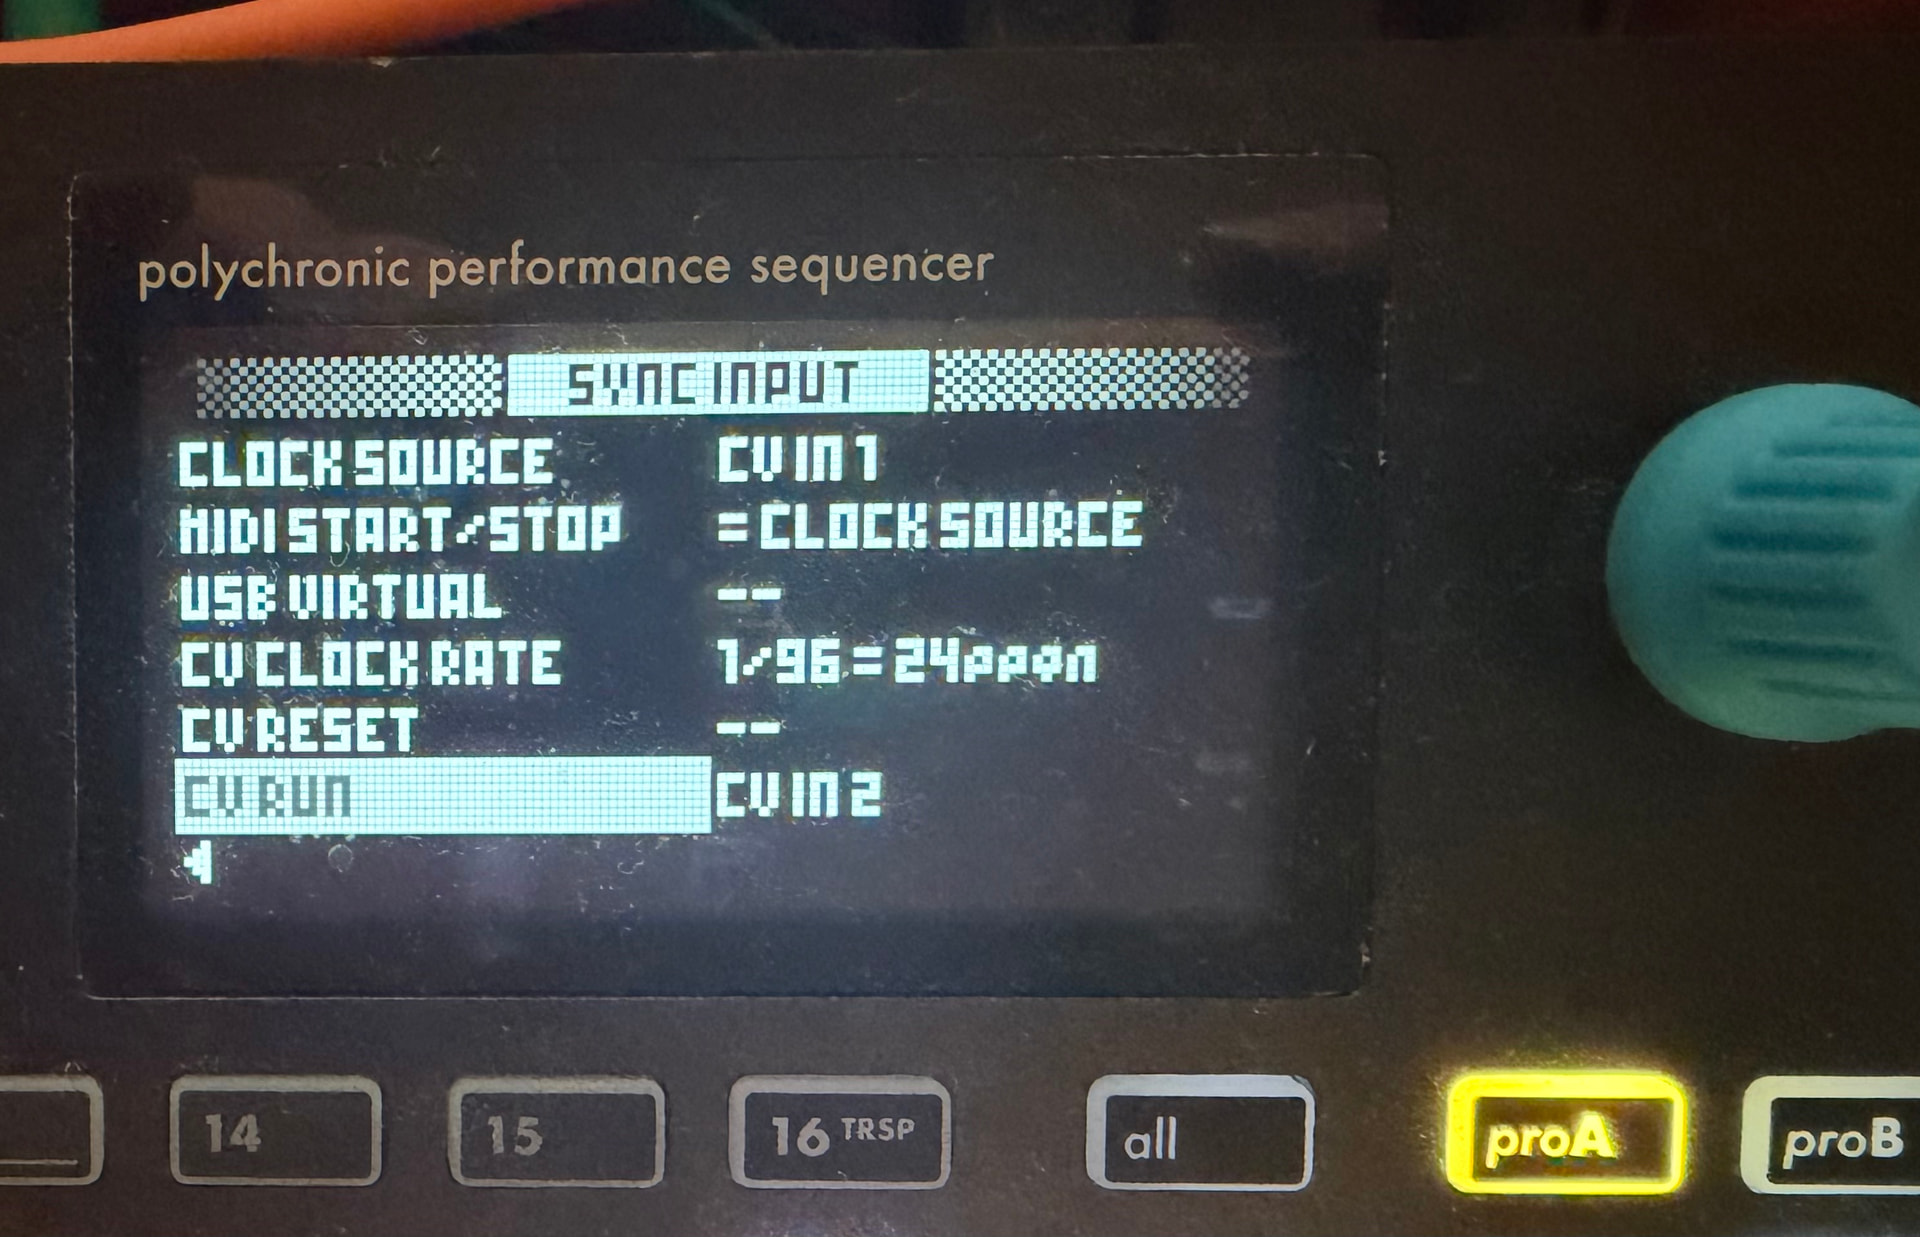 polychronic performance sequencer
SYNC INPUT
CLOCK SOURCE CV IN 1
MIDI START/STOP = CLOCK SOURCE
USB VIRTUAL --
CV CLOCK RATE 1/96 = 24ppqn
CV RESET --
CV RUN CV IN 2
14 15 16 TRSP all proA proB